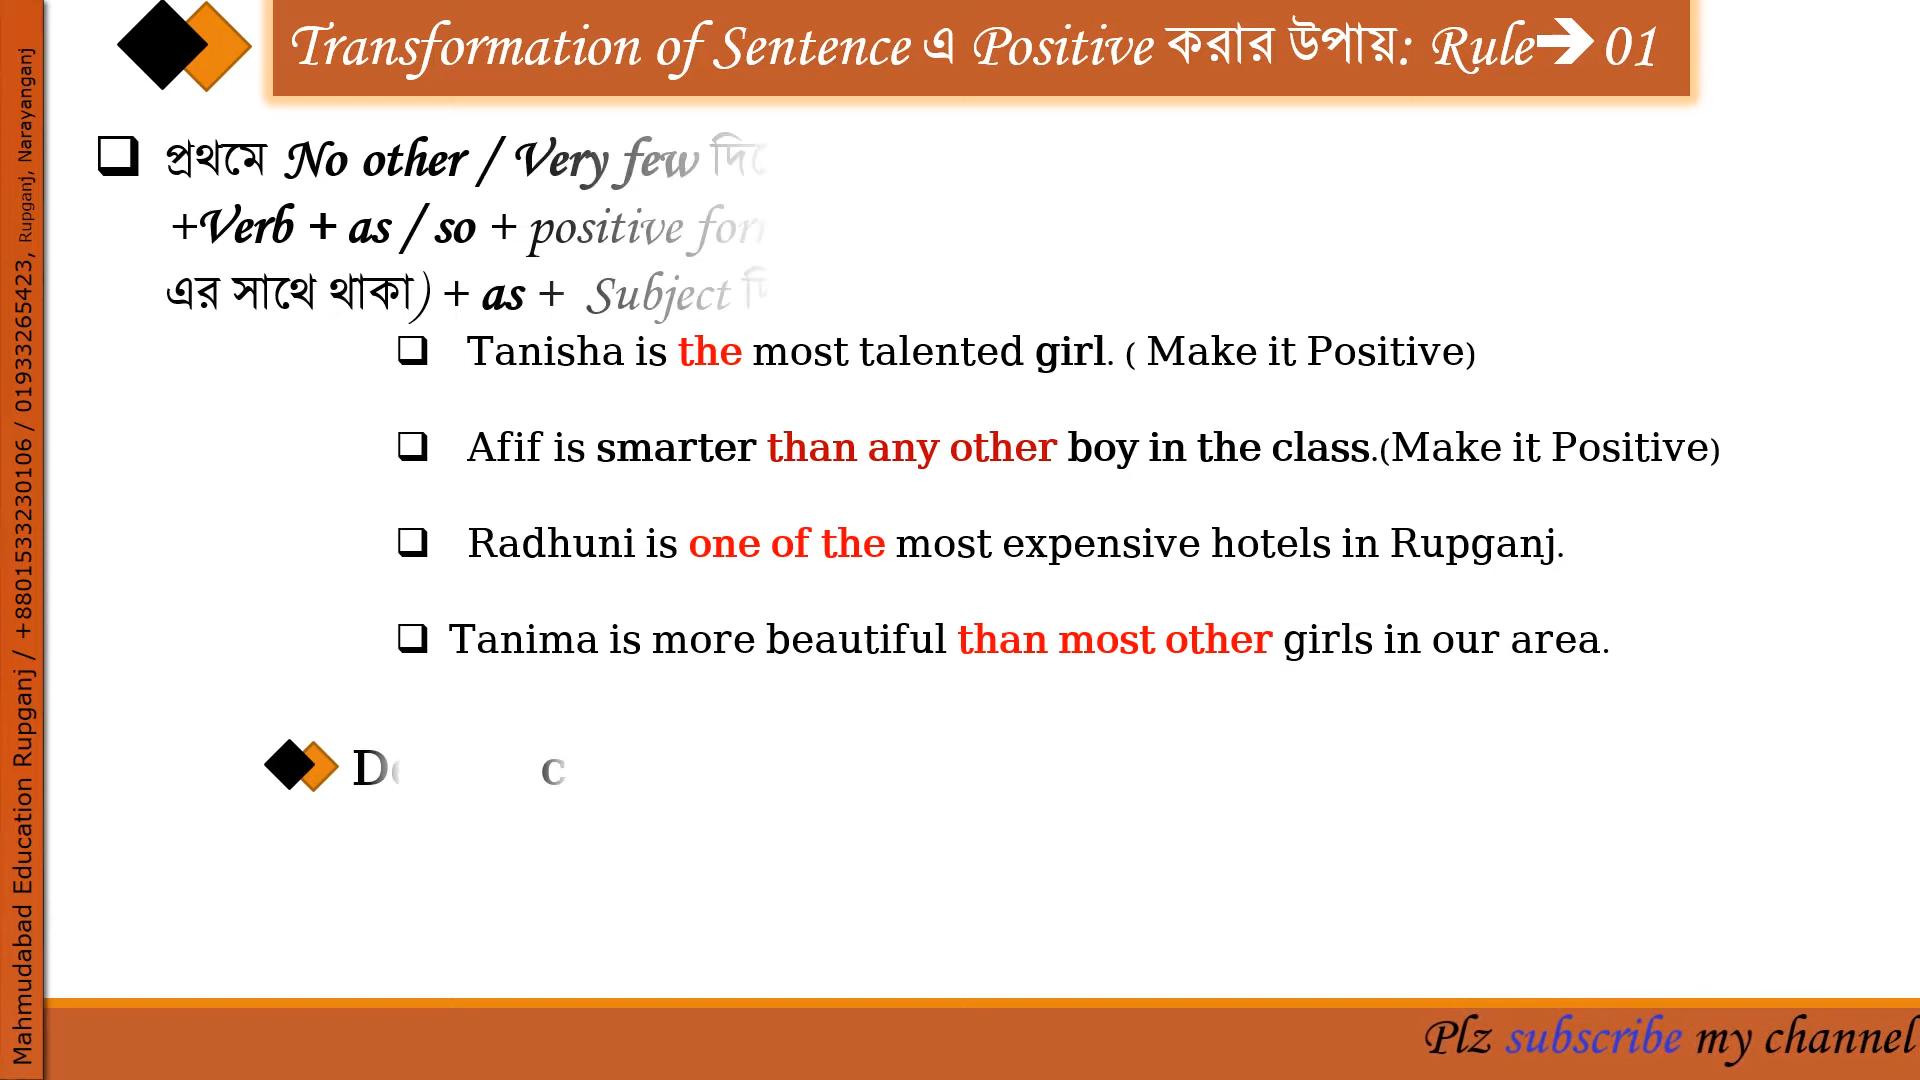 Transformation of Sentence এ Positive করার উপায়: Rule➔01
প্রথমে No other / Very few
+Verb + as / so + positive
এর সাথে থাকা) + as + Subject
Tanisha is the most talented girl. ( Make it Positive)
Afif is smarter than any other boy in the class.(Make it Positive)
Radhuni is one of the most expensive hotels in Rupganj.
Tanima is more beautiful than most other girls in our area.
Mahmudabad Education Rupganj / +8801533230106 / 01933265423, Rupganj, Narayanganj
Plz subscribe my channel